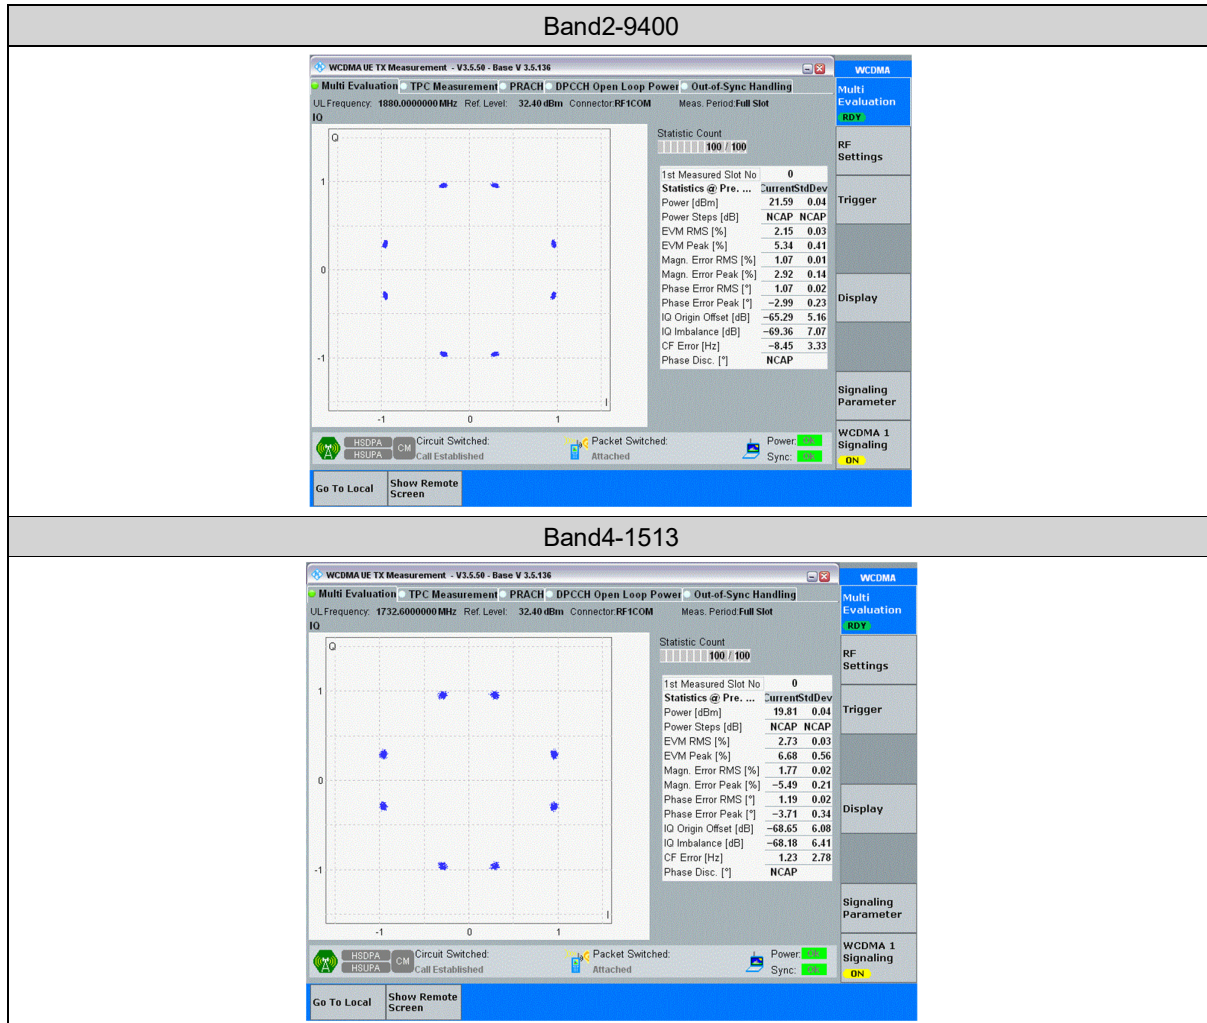 Band2-9400
WCDMA UE TX Measurement - V3.5.50 - Base V 3.5.136
WCDMA
Multi Evaluation TPC Measurement PRACH DPCCH Open Loop Power Out-of-Sync Handling
Multi
Evaluation
RDY
UL Frequency: 1880.0000000 MHz Ref. Level: 32.40 dBm Connector:RF1COM Meas. Period:Full Slot
IQ
Q
1
0
-1
-1 0 1
I
Statistic Count
100 / 100
1st Measured Slot No 0
Statistics @ Pre. ... CurrentStdDev
Power [dBm] 21.59 0.04
Power Steps [dB] NCAP NCAP
EVM RMS [%] 2.15 0.03
EVM Peak [%] 5.34 0.41
Magn. Error RMS [%] 1.07 0.01
Magn. Error Peak [%] 2.92 0.14
Phase Error RMS [°] 1.07 0.02
Phase Error Peak [°] −2.99 0.23
IQ Origin Offset [dB] −65.29 5.16
IQ Imbalance [dB] −69.36 7.07
CF Error [Hz] −8.45 3.33
Phase Disc. [°] NCAP
RF
Settings
Trigger
Display
Signaling
Parameter
WCDMA 1
Signaling
ON
HSDPA
HSUPA
CM
Circuit Switched:
Call Established
Packet Switched:
Attached
Power: OK
Sync: OK
Go To Local
Show Remote
Screen
Band4-1513
WCDMA UE TX Measurement - V3.5.50 - Base V 3.5.136
WCDMA
Multi Evaluation TPC Measurement PRACH DPCCH Open Loop Power Out-of-Sync Handling
Multi
Evaluation
RDY
UL Frequency: 1732.6000000 MHz Ref. Level: 32.40 dBm Connector:RF1COM Meas. Period:Full Slot
IQ
Q
1
0
-1
-1 0 1
I
Statistic Count
100 / 100
1st Measured Slot No 0
Statistics @ Pre. ... CurrentStdDev
Power [dBm] 19.81 0.04
Power Steps [dB] NCAP NCAP
EVM RMS [%] 2.73 0.03
EVM Peak [%] 6.68 0.56
Magn. Error RMS [%] 1.77 0.02
Magn. Error Peak [%] −5.49 0.21
Phase Error RMS [°] 1.19 0.02
Phase Error Peak [°] −3.71 0.34
IQ Origin Offset [dB] −68.65 6.08
IQ Imbalance [dB] −68.18 6.41
CF Error [Hz] 1.23 2.78
Phase Disc. [°] NCAP
RF
Settings
Trigger
Display
Signaling
Parameter
WCDMA 1
Signaling
ON
HSDPA
HSUPA
CM
Circuit Switched:
Call Established
Packet Switched:
Attached
Power: OK
Sync: OK
Go To Local
Show Remote
Screen